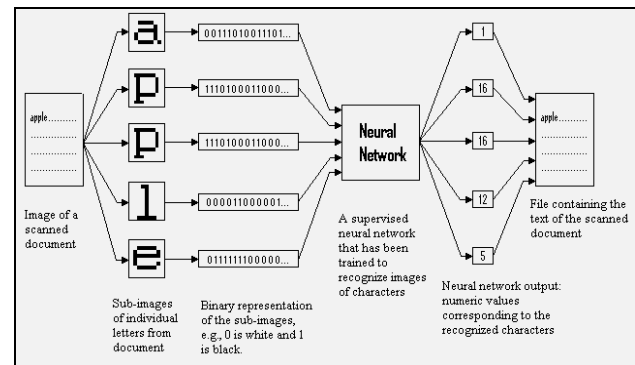 a
00111010011101...
1
p
1110100011000...
16
apple.........
p
1110100011000...
Neural
Network
16
apple.........
l
000011000001...
12
e
0111111100000...
5
Image of a
scanned
document
Sub-images
of individual
letters from
document
Binary representation
of the sub-images,
e.g., 0 is white and 1
is black.
A supervised
neural network
that has been
trained to
recognize images
of characters
Neural network output:
numeric values
corresponding to the
recognized characters
File containing the
text of the scanned
document